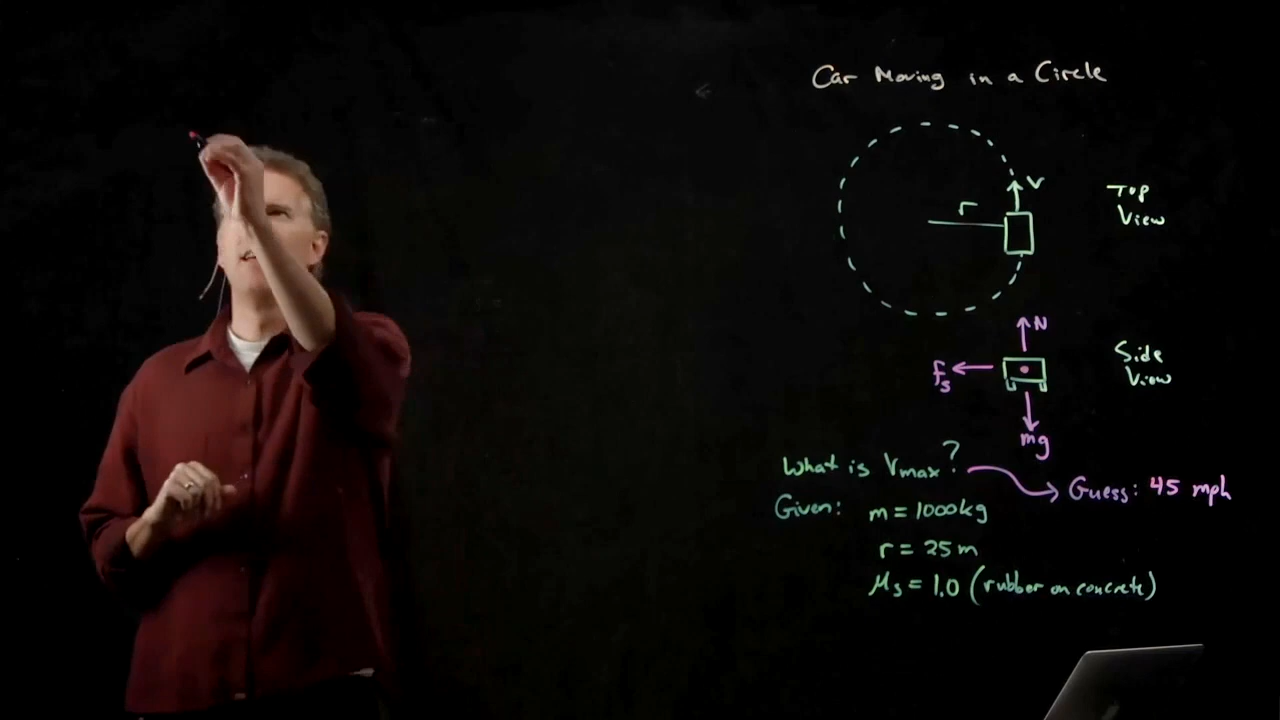 Car Moving in a Circle
v
r
Top
View
N
fs
Side
View
mg
What is Vmax?
Guess: 45 mph
Given: m = 1000kg
r = 25 m
μs = 1.0 (rubber on concrete)